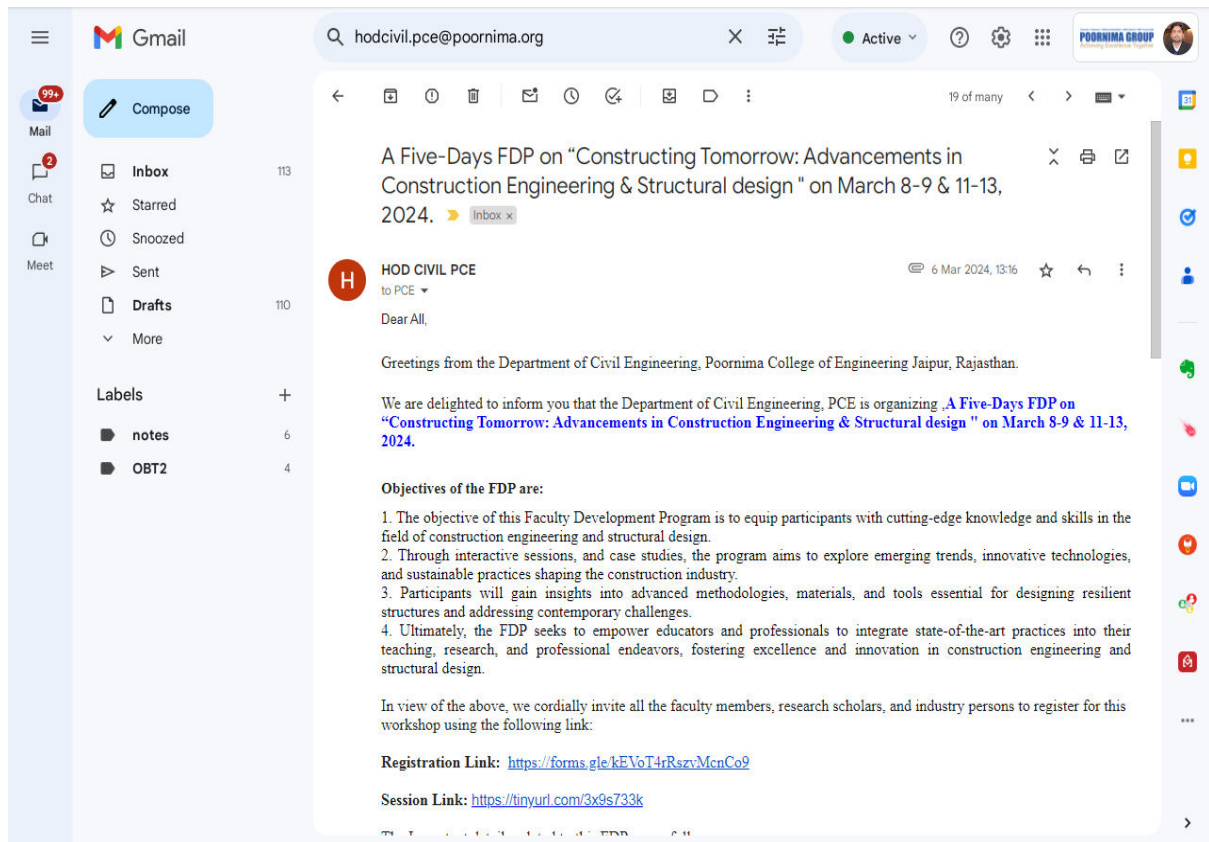 Gmail
hodcivil.pce@poornima.org
Active
POORNIMA GROUP
99+
Mail
2
Chat
Meet
Compose
Inbox 113
Starred
Snoozed
Sent
Drafts 110
More
Labels
notes 6
OBT2 4
19 of many
31
A Five-Days FDP on “Constructing Tomorrow: Advancements in
Construction Engineering & Structural design " on March 8-9 & 11-13,
2024.
Inbox ×
H
HOD CIVIL PCE
6 Mar 2024, 13:16
to PCE
Dear All,
Greetings from the Department of Civil Engineering, Poornima College of Engineering Jaipur, Rajasthan.
We are delighted to inform you that the Department of Civil Engineering, PCE is organizing ,A Five-Days FDP on
“Constructing Tomorrow: Advancements in Construction Engineering & Structural design " on March 8-9 & 11-13,
2024.
Objectives of the FDP are:
1. The objective of this Faculty Development Program is to equip participants with cutting-edge knowledge and skills in the
field of construction engineering and structural design.
2. Through interactive sessions, and case studies, the program aims to explore emerging trends, innovative technologies,
and sustainable practices shaping the construction industry.
3. Participants will gain insights into advanced methodologies, materials, and tools essential for designing resilient
structures and addressing contemporary challenges.
4. Ultimately, the FDP seeks to empower educators and professionals to integrate state-of-the-art practices into their
teaching, research, and professional endeavors, fostering excellence and innovation in construction engineering and
structural design.
In view of the above, we cordially invite all the faculty members, research scholars, and industry persons to register for this
workshop using the following link:
Registration Link: https://forms.gle/kEVoT4rRszvMcnCo9
Session Link: https://tinyurl.com/3x9s733k